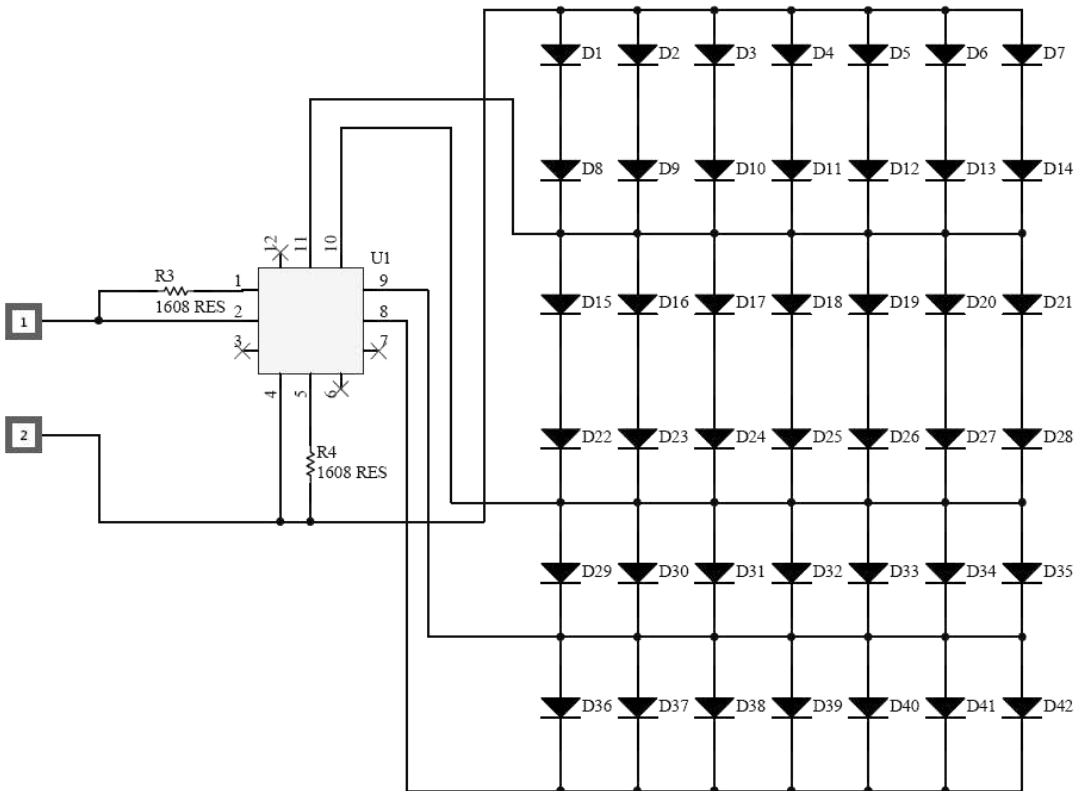 D1 D2 D3 D4 D5 D6 D7
D8 D9 D10 D11 D12 D13 D14
12 11 10
U1
R3
1608 RES
1
2
3
9
8
7
4 5 6
1
2
R4
1608 RES
D15 D16 D17 D18 D19 D20 D21
D22 D23 D24 D25 D26 D27 D28
D29 D30 D31 D32 D33 D34 D35
D36 D37 D38 D39 D40 D41 D42